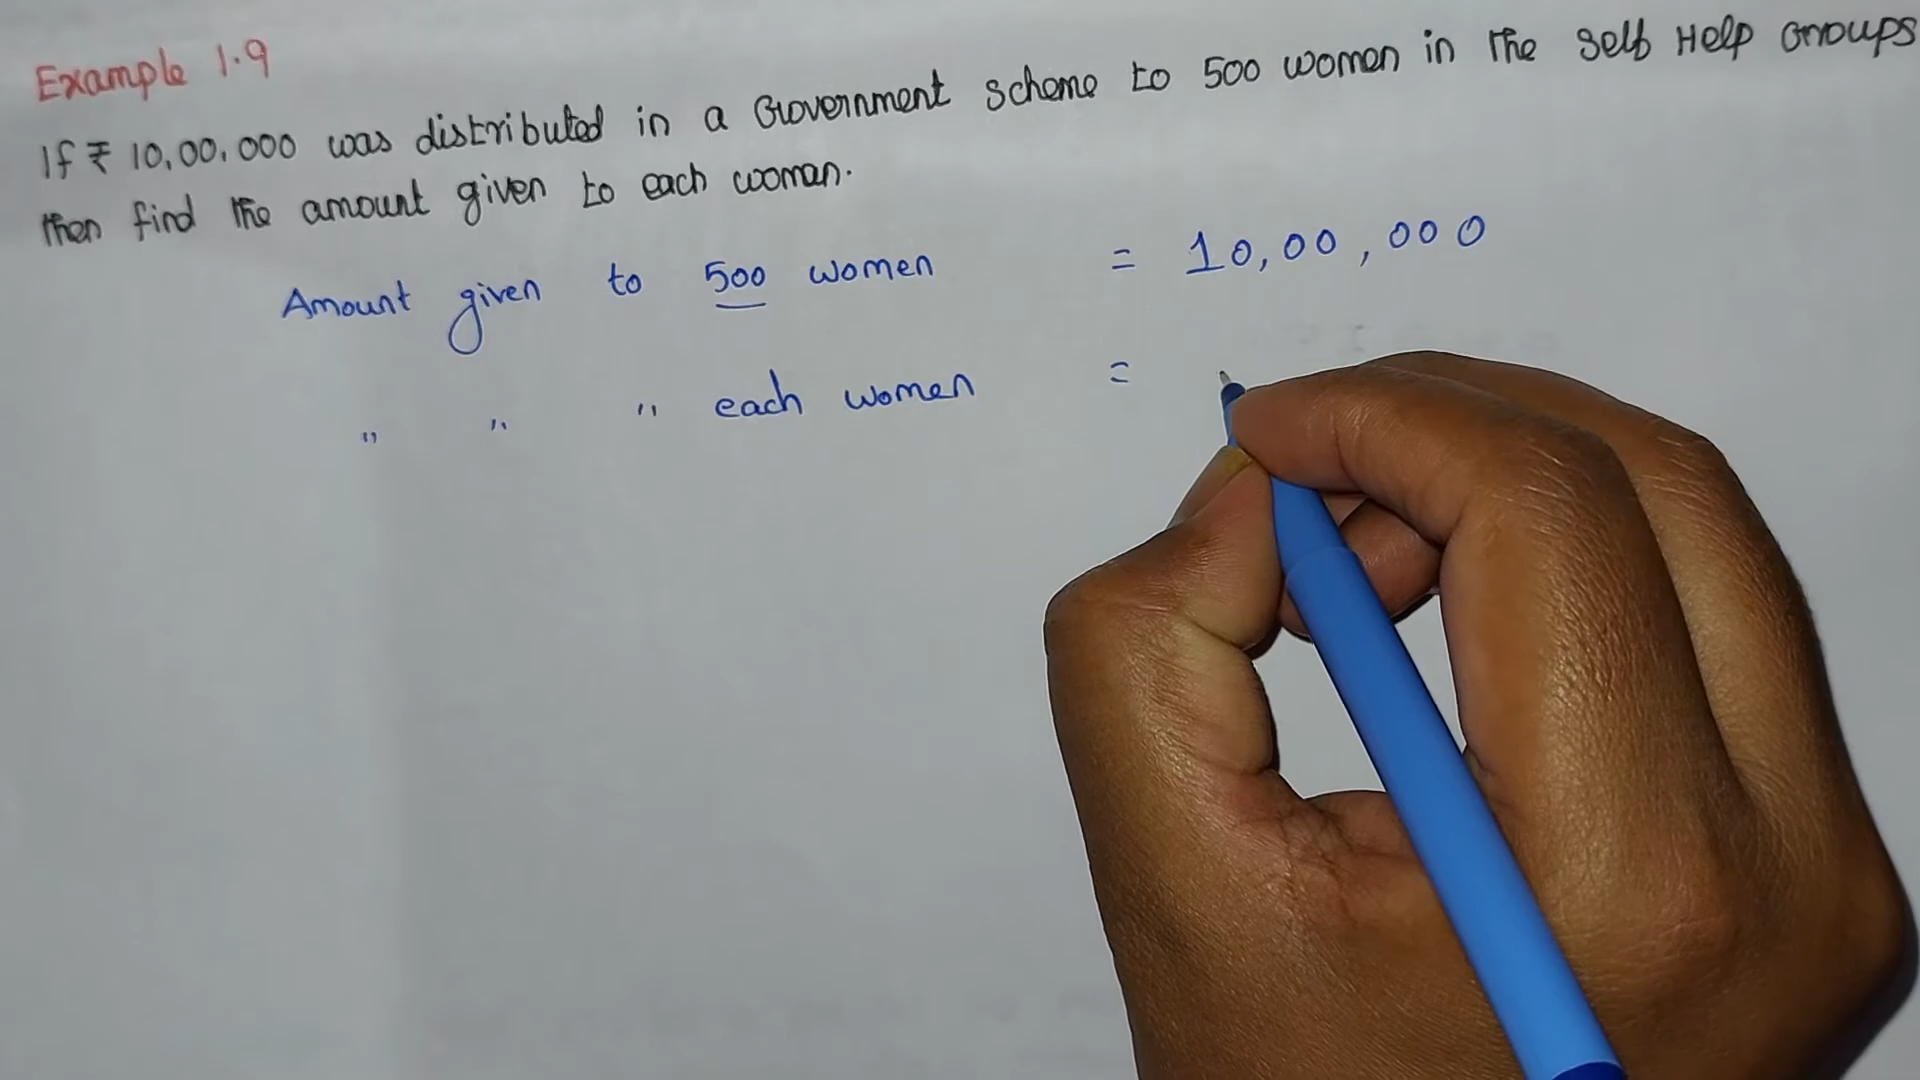 Example 1.9
If ₹ 10,00,000 was distributed in a Government scheme to 500 women in the Self Help Groups
then find the amount given to each woman.
Amount given to 500 women = 10,00,000
" " " each women =